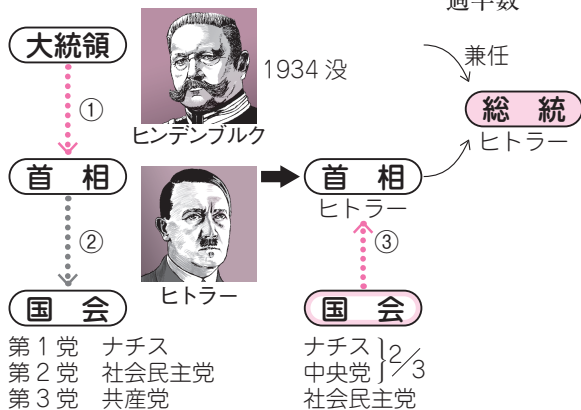 過半数
大統領
①
ヒンデンブルク
1934 没
兼任
総統
ヒトラー
首相
②
ヒトラー
首相
ヒトラー
③
国会
第1党 ナチス
第2党 社会民主党
第3党 共産党
国会
ナチス
中央党
}2/3
社会民主党